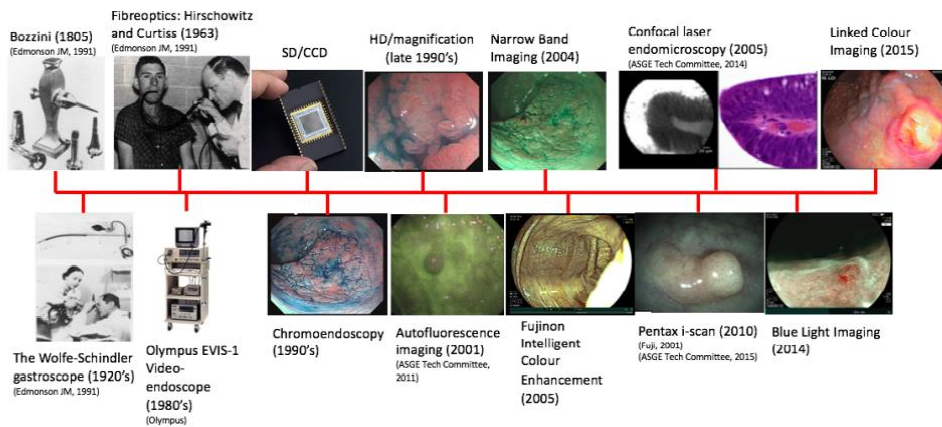 Bozzini (1805)
(Edmonson JM, 1991)
Fibreoptics: Hirschowitz
and Curtiss (1963)
(Edmonson JM, 1991)
SD/CCD
HD/magnification
(late 1990's)
Narrow Band
Imaging (2004)
Confocal laser
endomicroscopy (2005)
(ASGE Tech Committee, 2014)
Linked Colour
Imaging (2015)
The Wolfe-Schindler
gastroscope (1920's)
(Edmonson JM, 1991)
Olympus EVIS-1
Video-
endoscope
(1980's)
(Olympus)
Chromoendoscopy
(1990's)
Autofluorescence
imaging (2001)
(ASGE Tech Committee,
2011)
Fujinon
Intelligent
Colour
Enhancement
(2005)
Pentax i-scan (2010)
(Fuji, 2001)
(ASGE Tech Committee, 2015)
Blue Light Imaging
2014)